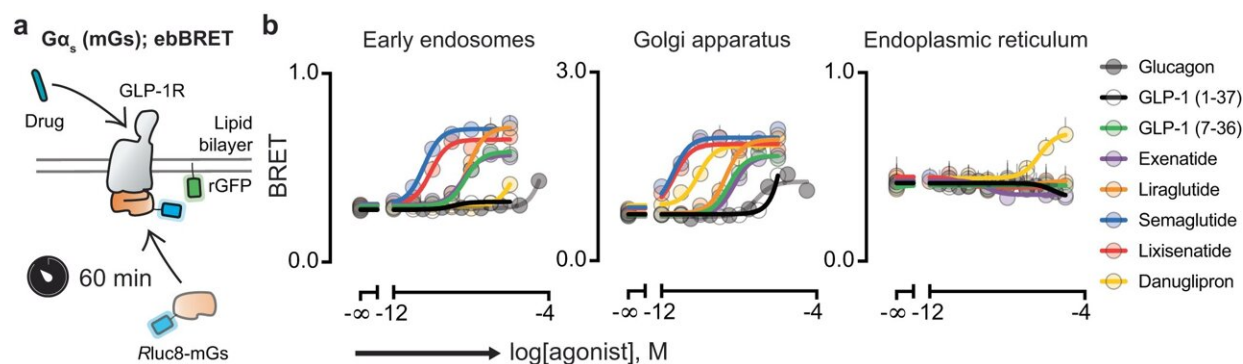 a
Gαₛ (mGs); ebBRET
GLP-1R
Drug
Lipid
bilayer
rGFP
60 min
Rluc8-mGs
b
Early endosomes
Golgi apparatus
Endoplasmic reticulum
BRET
1.0
0.0
-∞ -12 -4
3.0
0.0
-∞ -12 -4
1.0
0.0
-∞ -12 -4
log[agonist], M
Glucagon
GLP-1 (1-37)
GLP-1 (7-36)
Exenatide
Liraglutide
Semaglutide
Lixisenatide
Danuglipron